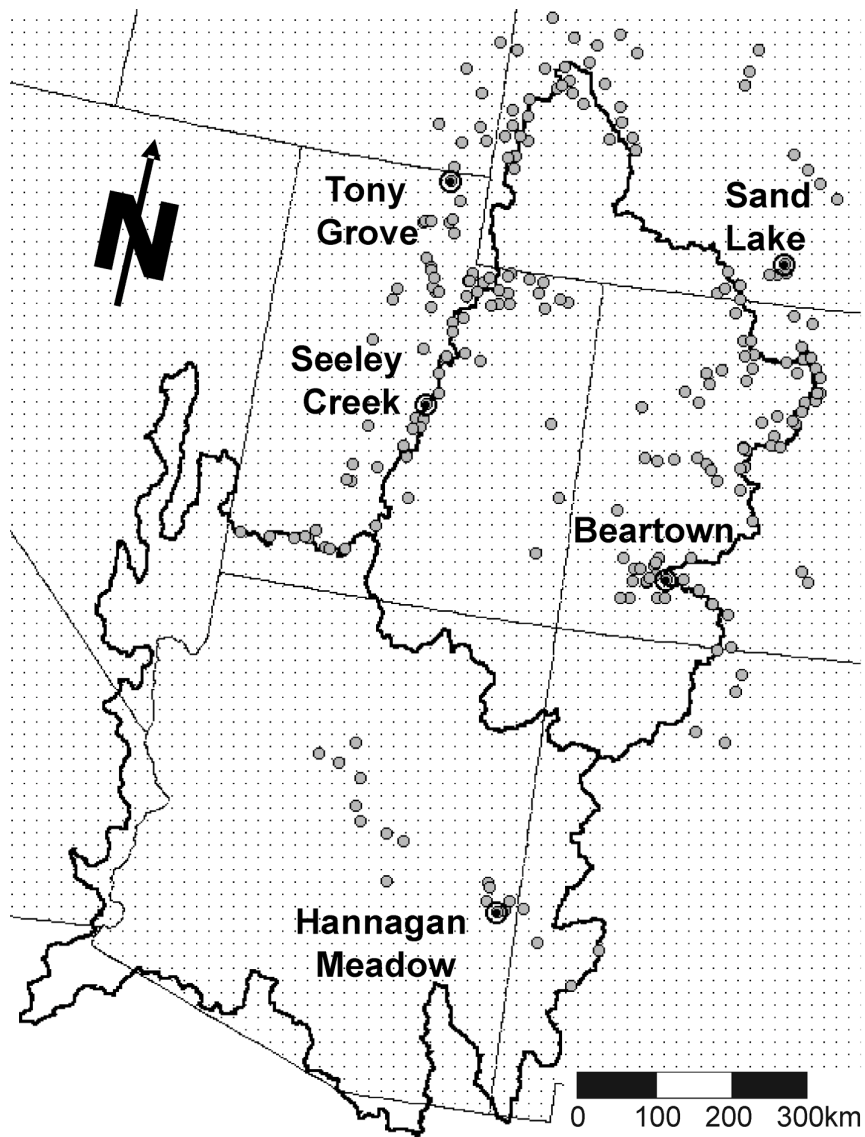 Tony
Grove
Sand
Lake
N
Seeley
Creek
Beartown
Hannagan
Meadow
0 100 200 300km